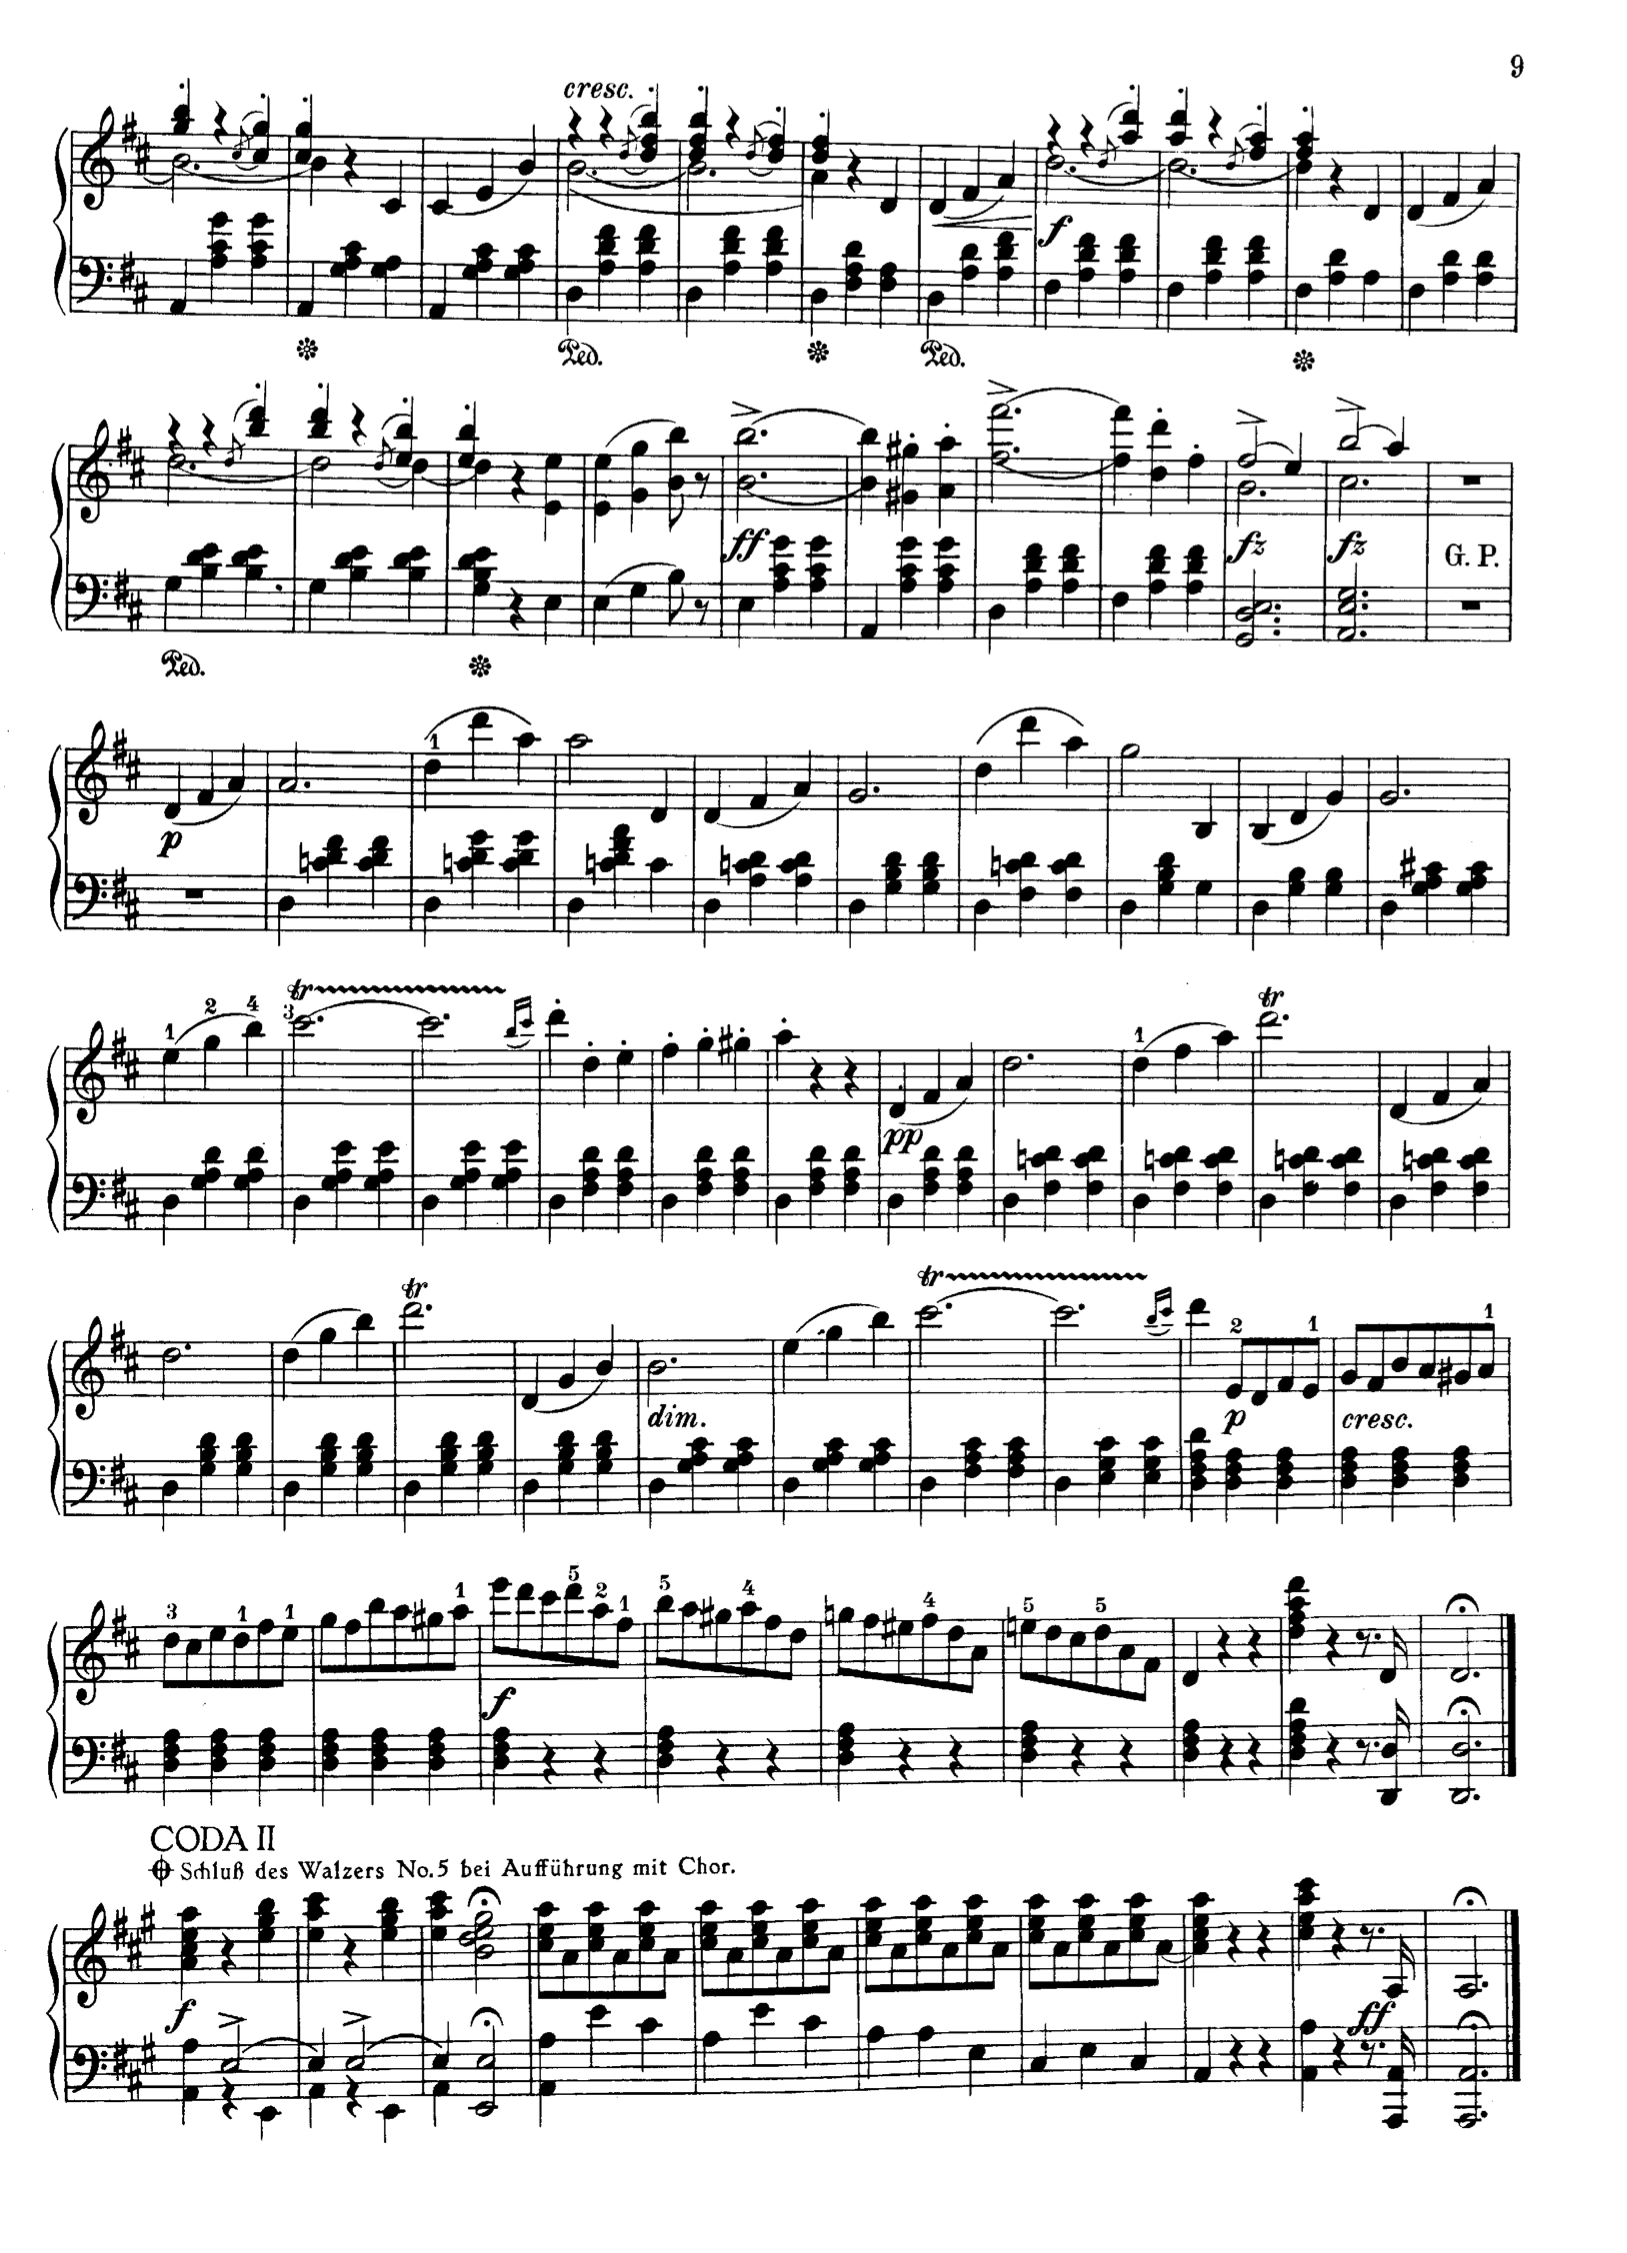 9
cresc.
f
Ped. Ped. Ped.
ff fz fz G. P.
Ped.
1
p
1 2 4 3 tr 1 tr
pp
tr tr
2 1 1
dim. p cresc.
3 1 1 1 5 2 1 5 4 4 5 5
f
CODA II
Schluß des Walzers No. 5 bei Aufführung mit Chor.
f ff